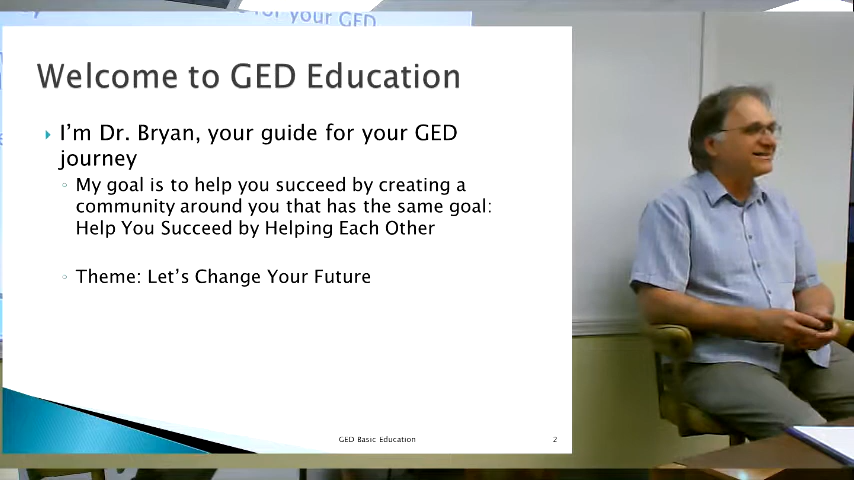 for your GED
Welcome to GED Education
I'm Dr. Bryan, your guide for your GED
journey
My goal is to help you succeed by creating a
community around you that has the same goal:
Help You Succeed by Helping Each Other
Theme: Let's Change Your Future
GED Basic Education
2